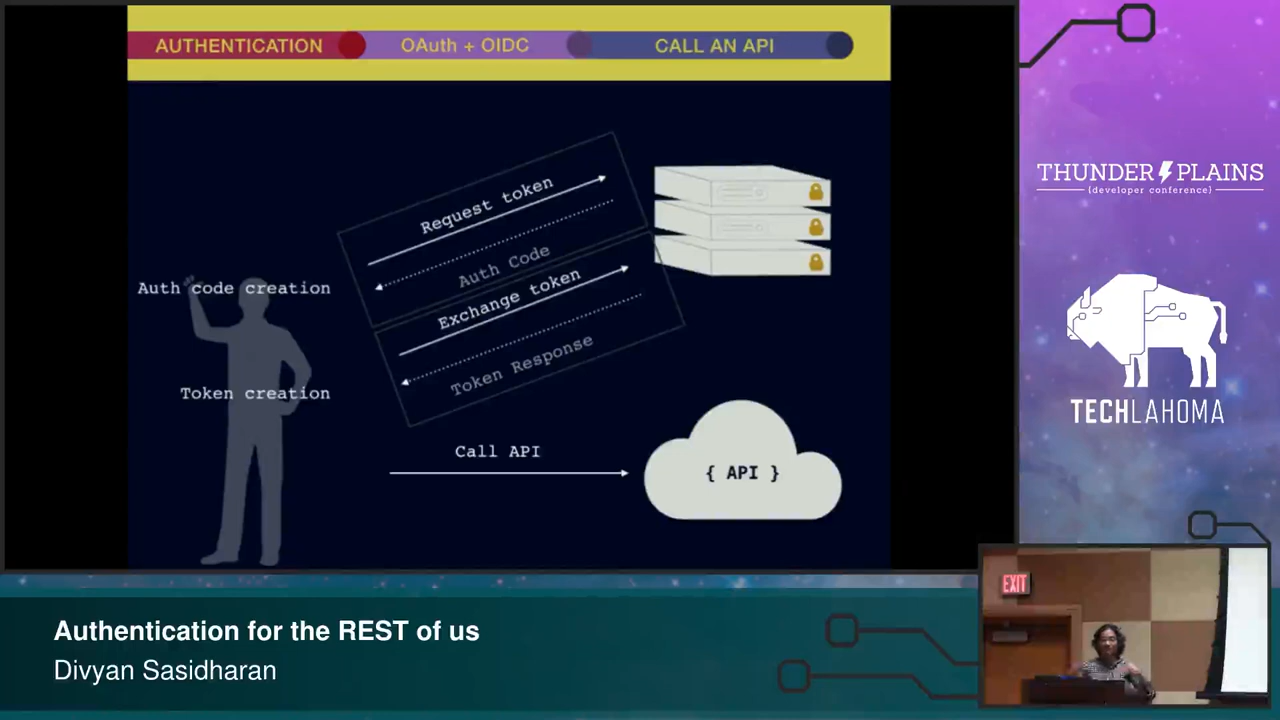 AUTHENTICATION
OAuth + OIDC
CALL AN API
Request token
Auth Code
Exchange token
Token Response
Auth code creation
Token creation
Call API
{ API }
THUNDER PLAINS
{developer conference}
TECHLAHOMA
EXIT
Authentication for the REST of us
Divyan Sasidharan